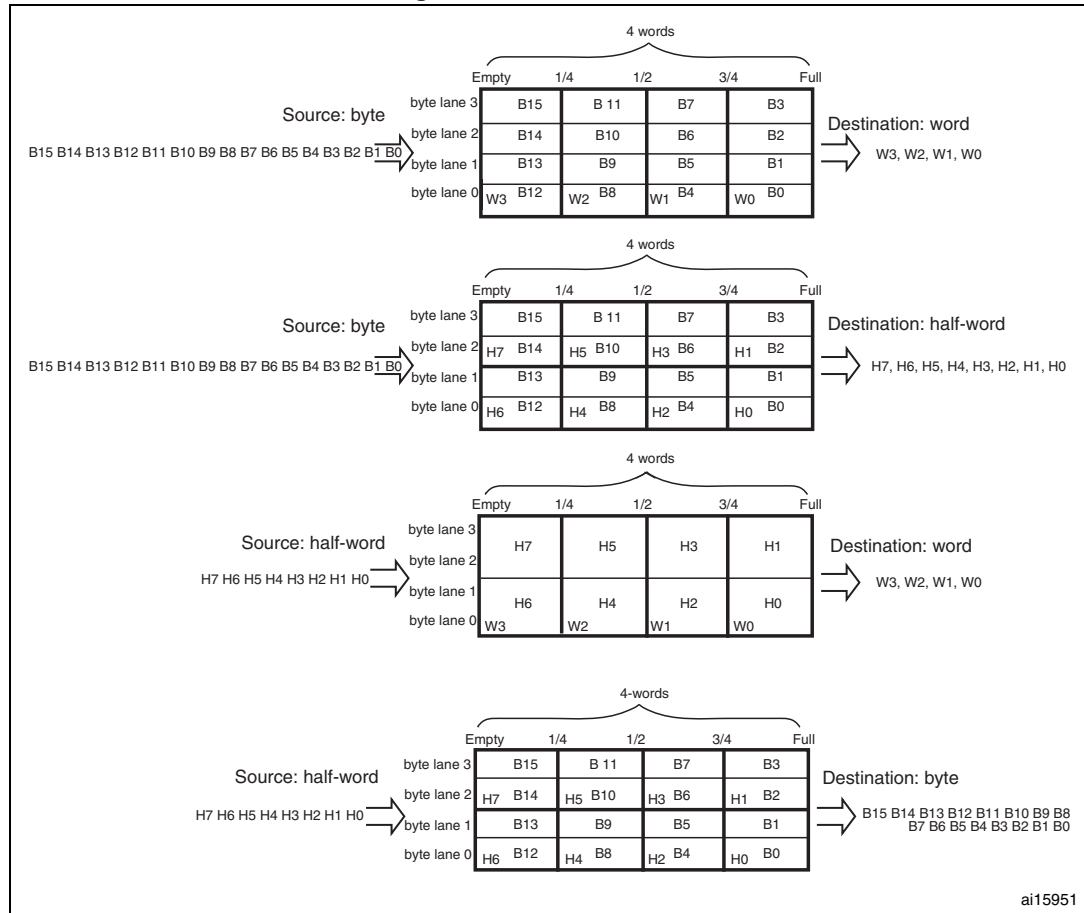 4 words
Empty 1/4 1/2 3/4 Full
Source: byte
B15 B14 B13 B12 B11 B10 B9 B8 B7 B6 B5 B4 B3 B2 B1 B0
byte lane 3 B15 B 11 B7 B3
byte lane 2 B14 B10 B6 B2
byte lane 1 B13 B9 B5 B1
byte lane 0 W3 B12 W2 B8 W1 B4 W0 B0
Destination: word
W3, W2, W1, W0
4 words
Empty 1/4 1/2 3/4 Full
Source: byte
B15 B14 B13 B12 B11 B10 B9 B8 B7 B6 B5 B4 B3 B2 B1 B0
byte lane 3 B15 B 11 B7 B3
byte lane 2 H7 B14 H5 B10 H3 B6 H1 B2
byte lane 1 B13 B9 B5 B1
byte lane 0 H6 B12 H4 B8 H2 B4 H0 B0
Destination: half-word
H7, H6, H5, H4, H3, H2, H1, H0
4 words
Empty 1/4 1/2 3/4 Full
Source: half-word
H7 H6 H5 H4 H3 H2 H1 H0
byte lane 3
H7 H5 H3 H1
byte lane 2
byte lane 1
H6 H4 H2 H0
byte lane 0 W3 W2 W1 W0
Destination: word
W3, W2, W1, W0
4-words
Empty 1/4 1/2 3/4 Full
Source: half-word
H7 H6 H5 H4 H3 H2 H1 H0
byte lane 3 B15 B 11 B7 B3
byte lane 2 H7 B14 H5 B10 H3 B6 H1 B2
byte lane 1 B13 B9 B5 B1
byte lane 0 H6 B12 H4 B8 H2 B4 H0 B0
Destination: byte
B15 B14 B13 B12 B11 B10 B9 B8
B7 B6 B5 B4 B3 B2 B1 B0
ai15951